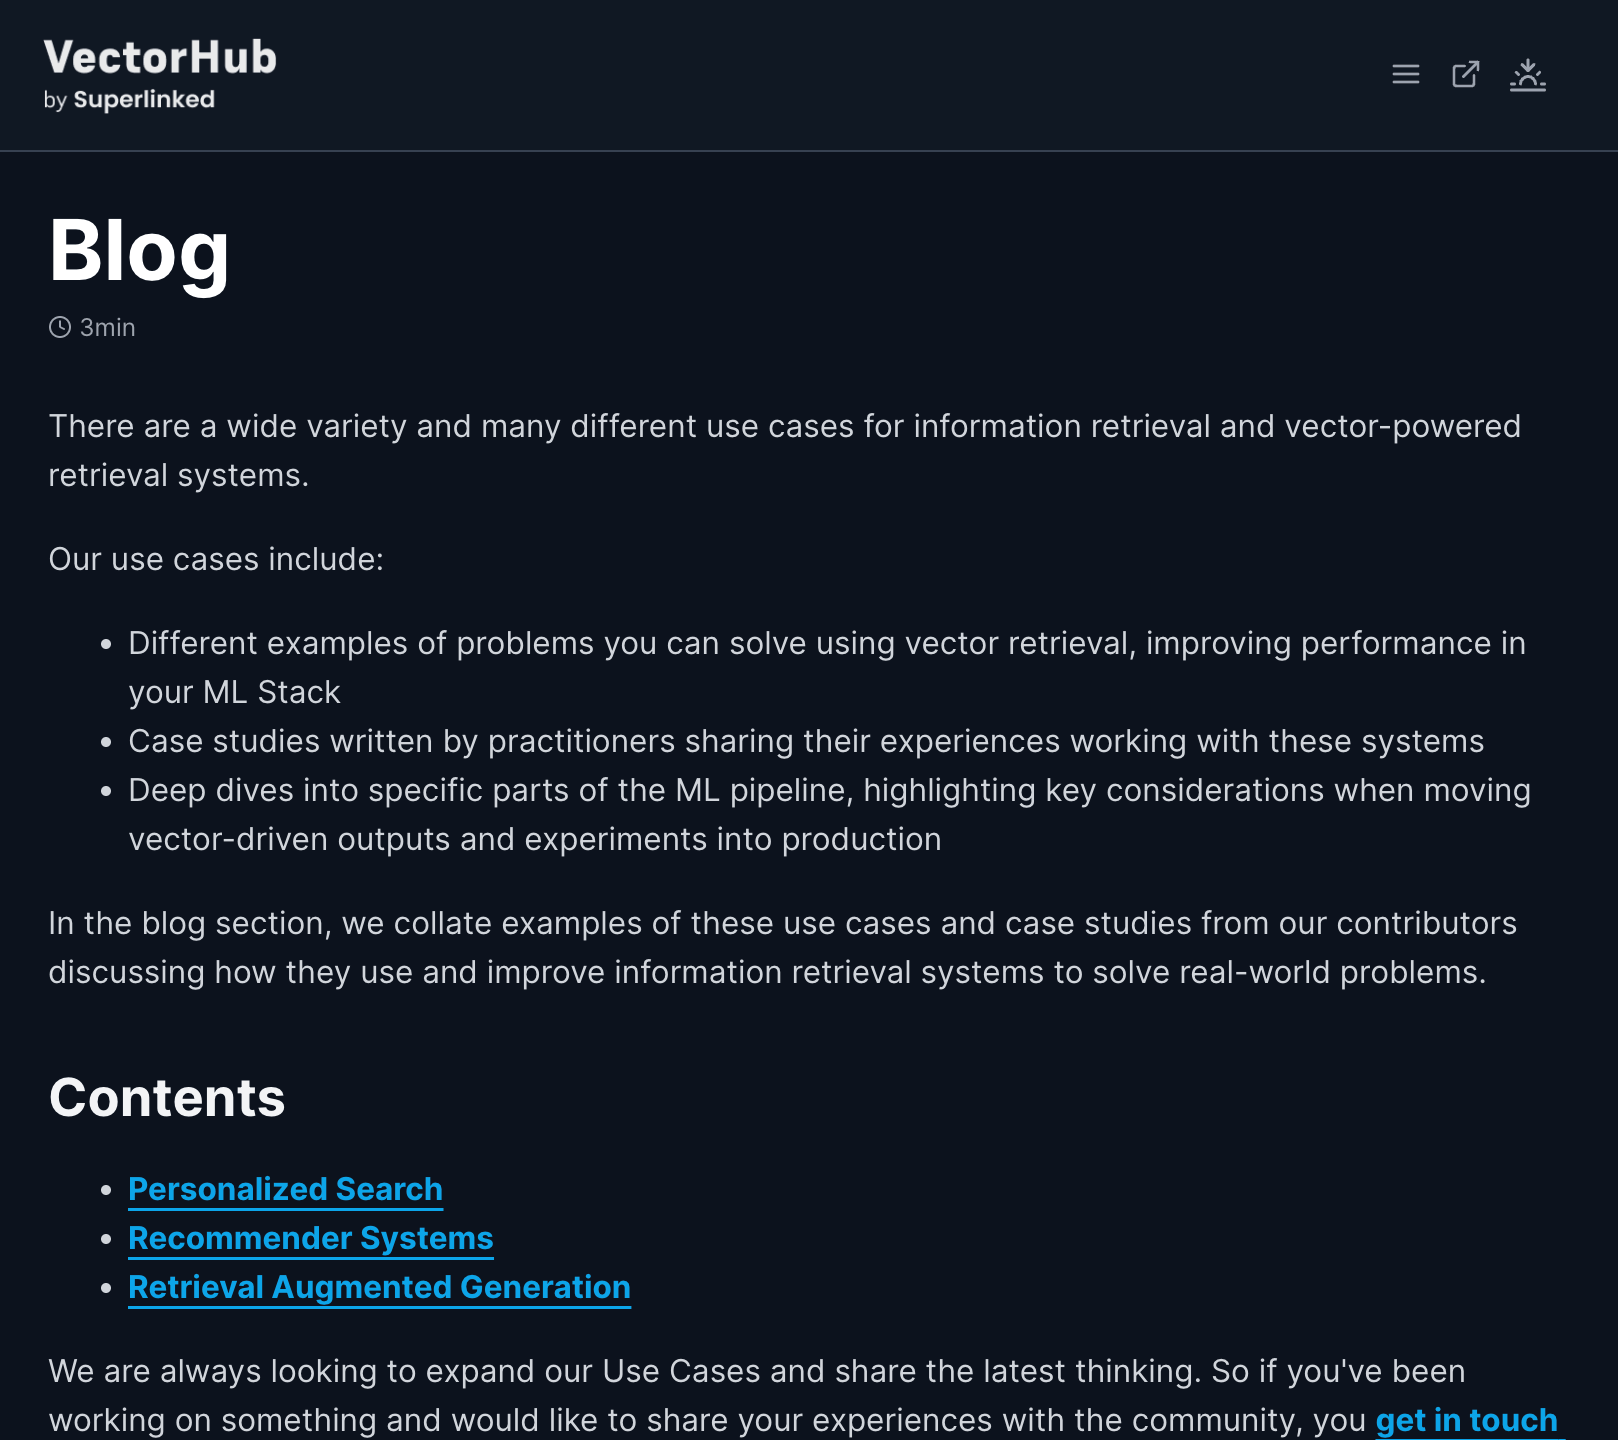 VectorHub
by Superlinked
Blog
3min
There are a wide variety and many different use cases for information retrieval and vector-powered
retrieval systems.
Our use cases include:
• Different examples of problems you can solve using vector retrieval, improving performance in
your ML Stack
• Case studies written by practitioners sharing their experiences working with these systems
• Deep dives into specific parts of the ML pipeline, highlighting key considerations when moving
vector-driven outputs and experiments into production
In the blog section, we collate examples of these use cases and case studies from our contributors
discussing how they use and improve information retrieval systems to solve real-world problems.
Contents
• Personalized Search
• Recommender Systems
• Retrieval Augmented Generation
We are always looking to expand our Use Cases and share the latest thinking. So if you've been
working on something and would like to share your experiences with the community, you get in touch